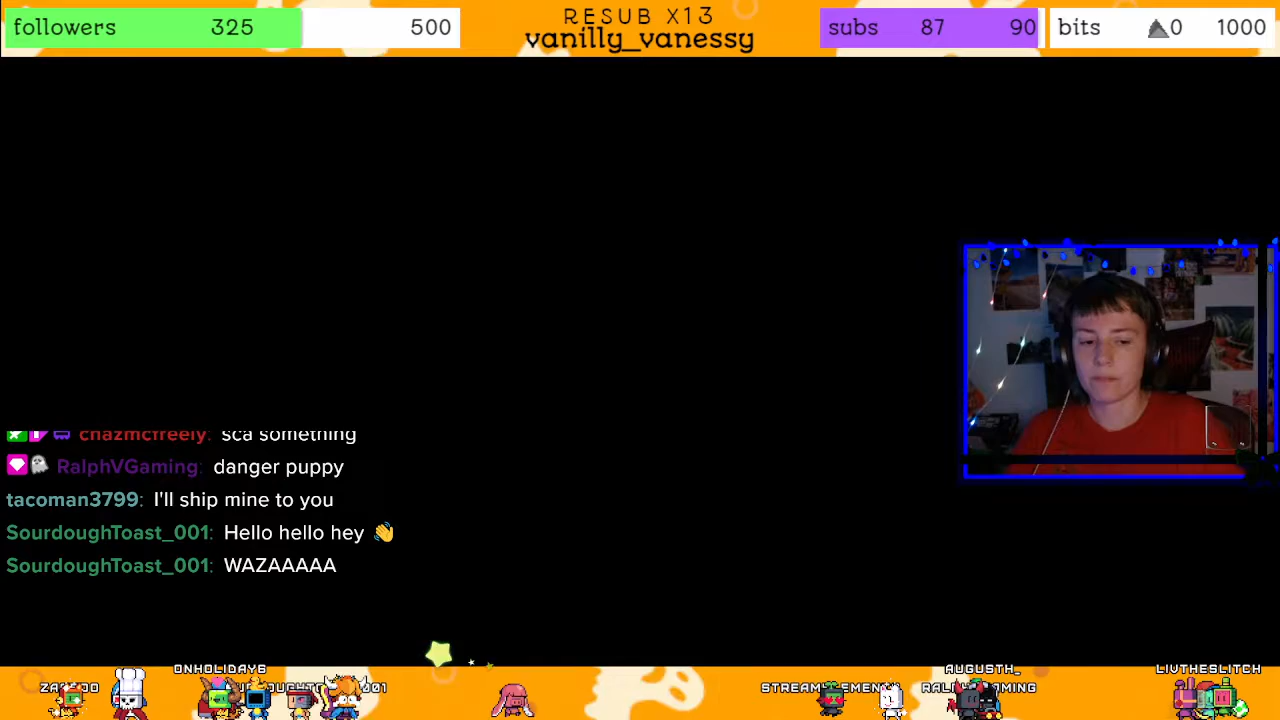 followers 325 500
RESUB X13
vanilly_vanessy
subs 87 90
bits 0 1000
chazmcfreely: sca something
RalphVGaming: danger puppy
tacoman3799: I'll ship mine to you
SourdoughToast_001: Hello hello hey 👋
SourdoughToast_001: WAZAAAAA
ONHOLIDAYS
AUGUSTH_
LIVTHESLITCH